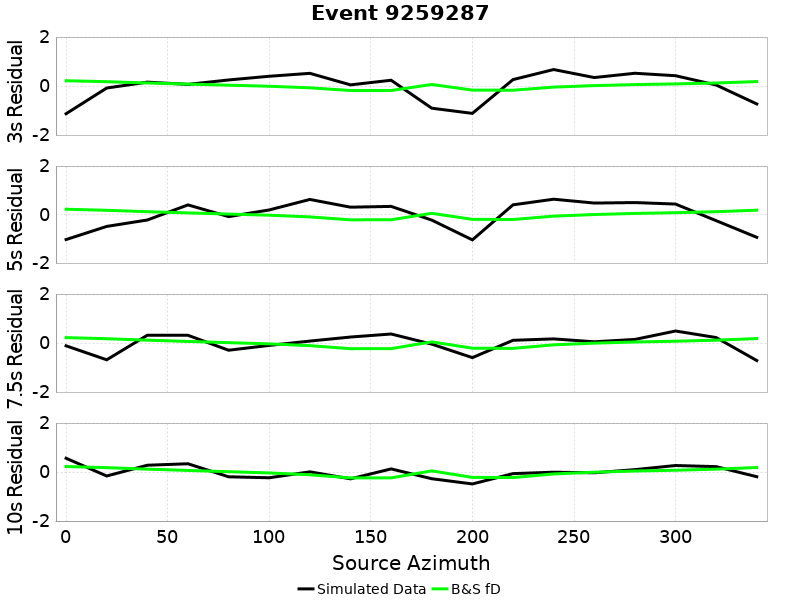 Event 9259287
3s Residual
2
0
-2
5s Residual
2
0
-2
7.5s Residual
2
0
-2
10s Residual
2
0
-2
0 50 100 150 200 250 300
Source Azimuth
Simulated Data B&S fD